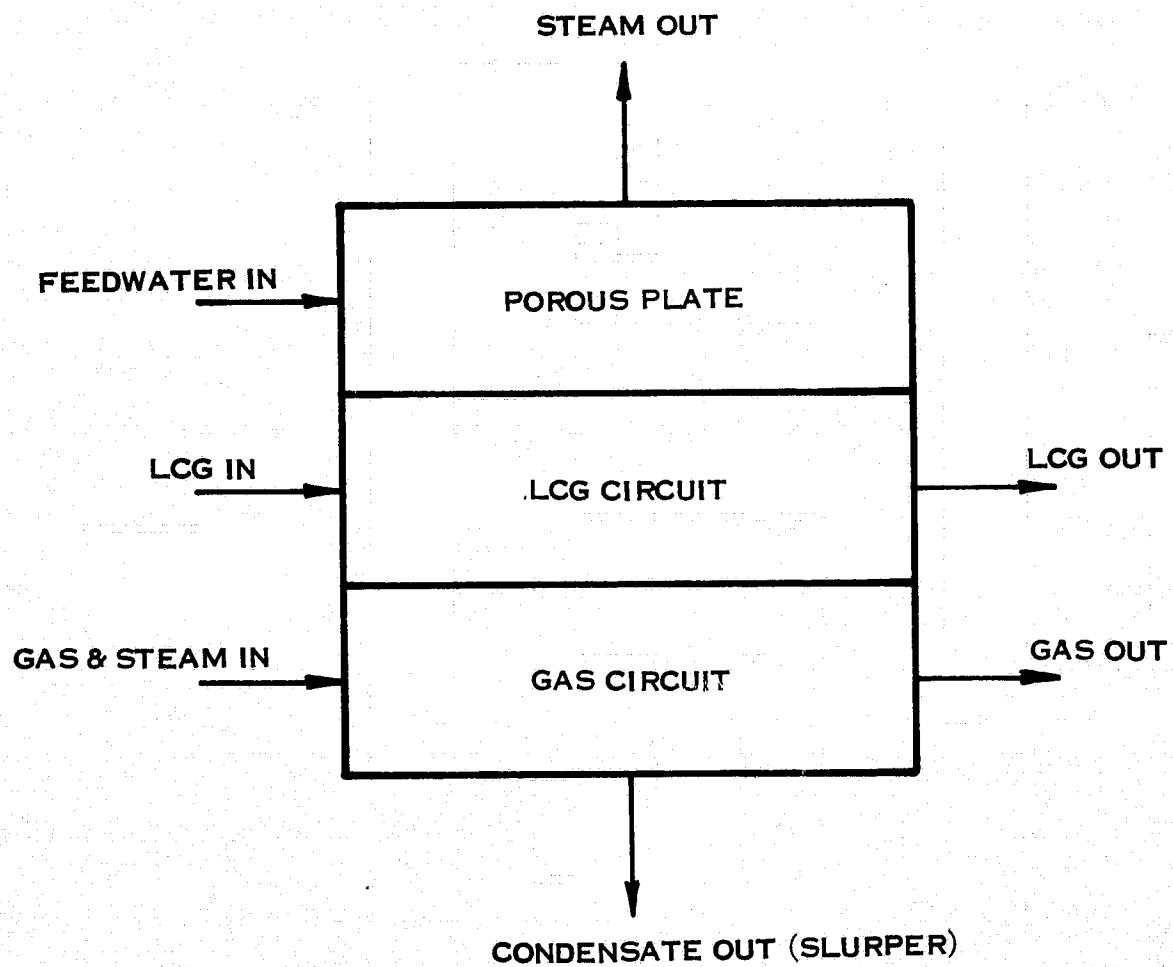 STEAM OUT
FEEDWATER IN
POROUS PLATE
LCG IN
LCG CIRCUIT
LCG OUT
GAS & STEAM IN
GAS CIRCUIT
GAS OUT
CONDENSATE OUT (SLURPER)